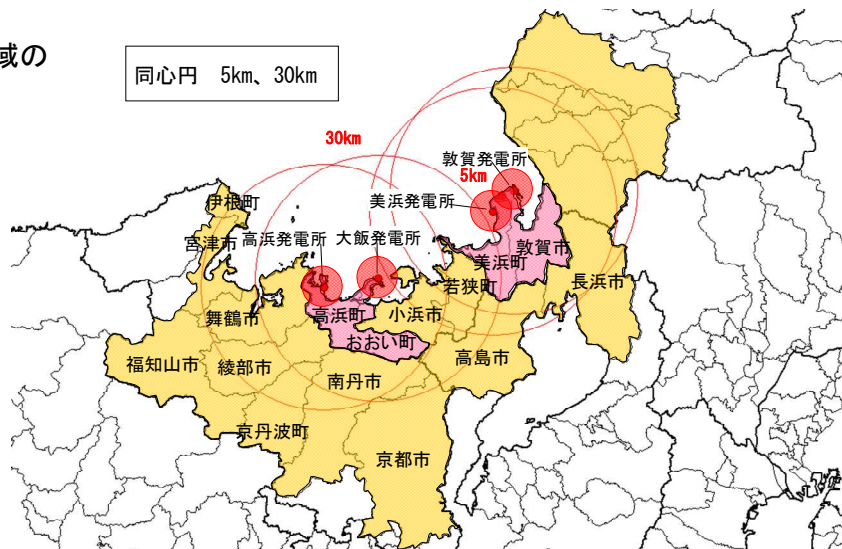 域の
同心円 5km、30km
30km
敦賀発電所
5km
美浜発電所
伊根町
宮津市
高浜発電所
大飯発電所
敦賀市
美浜町
若狭町
長浜市
舞鶴市
高浜町
小浜市
おおい町
福知山市
綾部市
高島市
南丹市
京丹波町
京都市